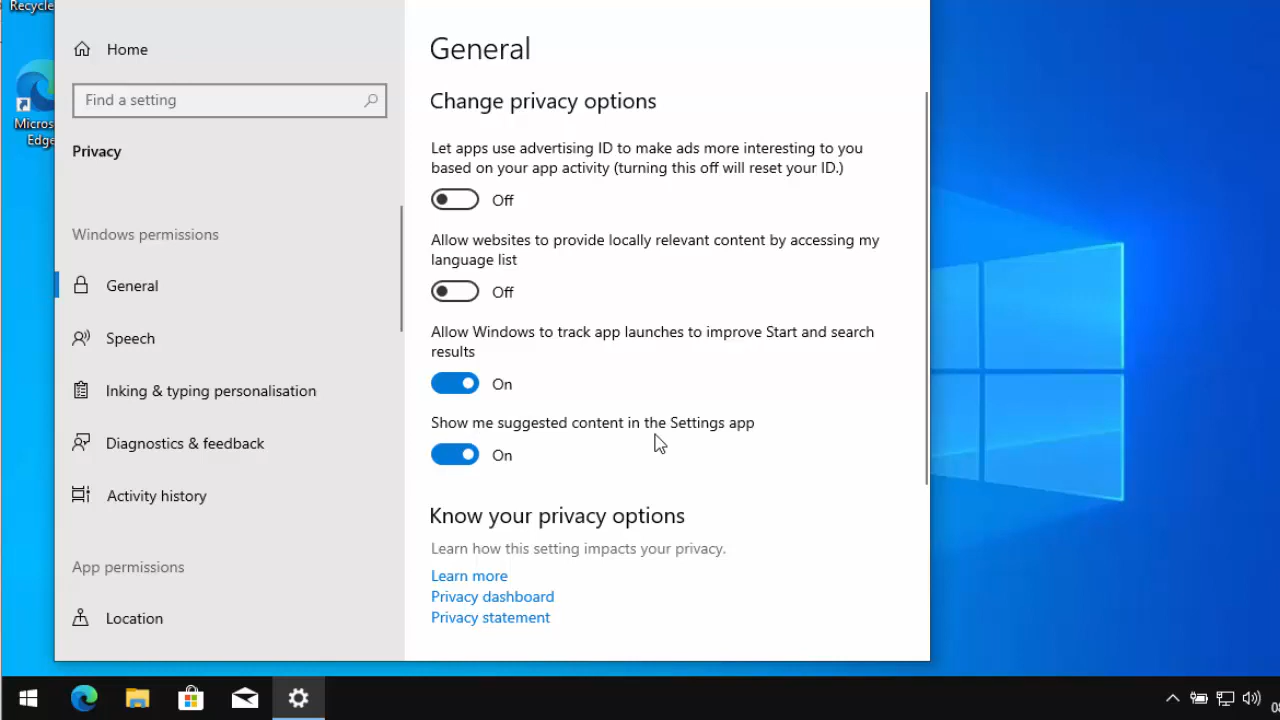 Recycle
Micros
Edge
Home
Find a setting
Privacy
Windows permissions
General
Speech
Inking & typing personalisation
Diagnostics & feedback
Activity history
App permissions
Location
General
Change privacy options
Let apps use advertising ID to make ads more interesting to you
based on your app activity (turning this off will reset your ID.)
Off
Allow websites to provide locally relevant content by accessing my
language list
Off
Allow Windows to track app launches to improve Start and search
results
On
Show me suggested content in the Settings app
On
Know your privacy options
Learn how this setting impacts your privacy.
Learn more
Privacy dashboard
Privacy statement